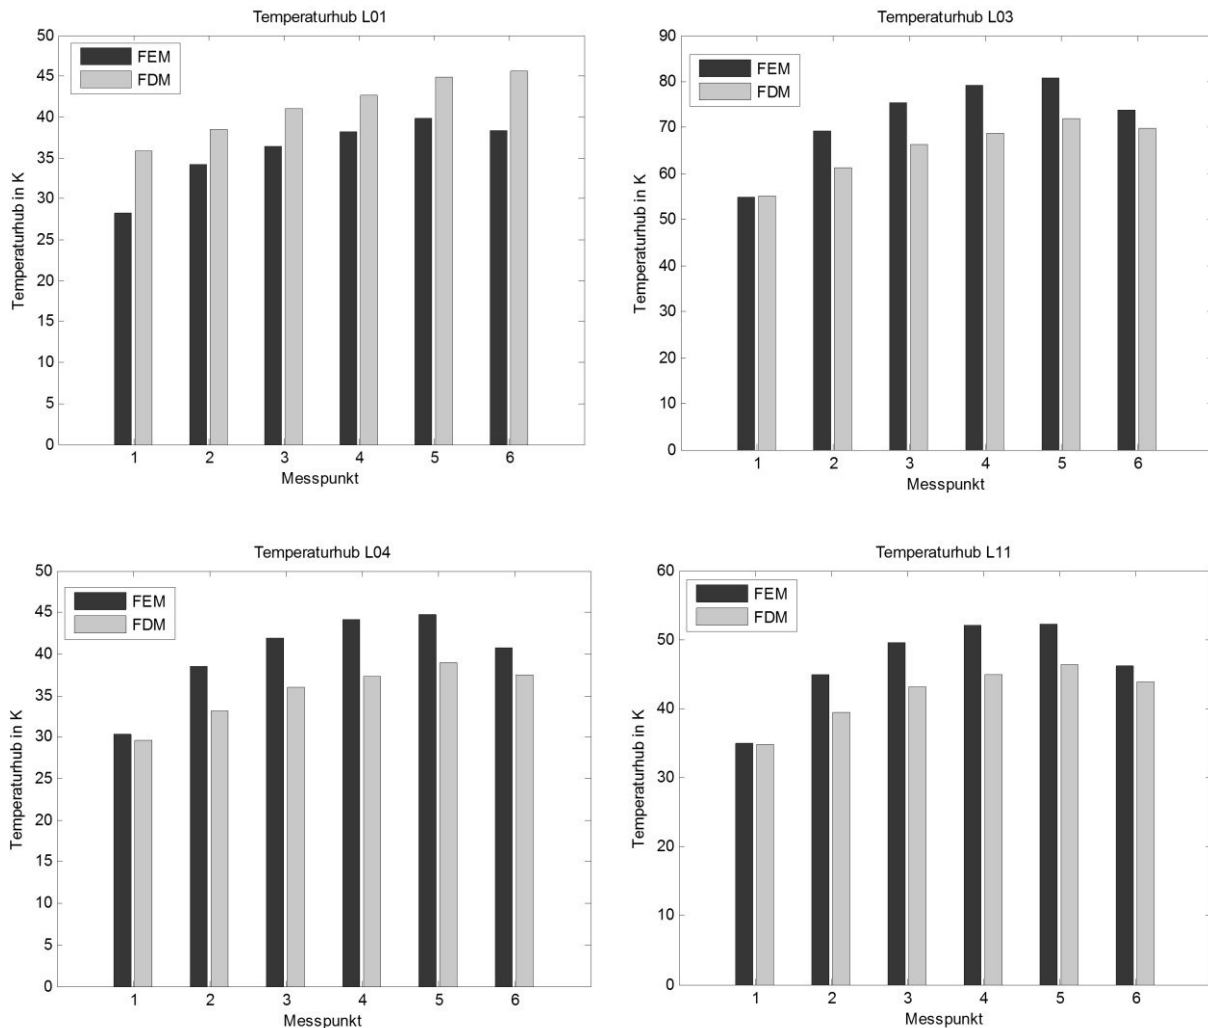 Temperaturhub L01
50
45
40
35
30
25
20
15
10
5
0
Temperaturhub in K
FEM
FDM
1 2 3 4 5 6
Messpunkt
Temperaturhub L03
90
80
70
60
50
40
30
20
10
0
Temperaturhub in K
FEM
FDM
1 2 3 4 5 6
Messpunkt
Temperaturhub L04
50
45
40
35
30
25
20
15
10
5
0
Temperaturhub in K
FEM
FDM
1 2 3 4 5 6
Messpunkt
Temperaturhub L11
60
50
40
30
20
10
0
Temperaturhub in K
FEM
FDM
1 2 3 4 5 6
Messpunkt